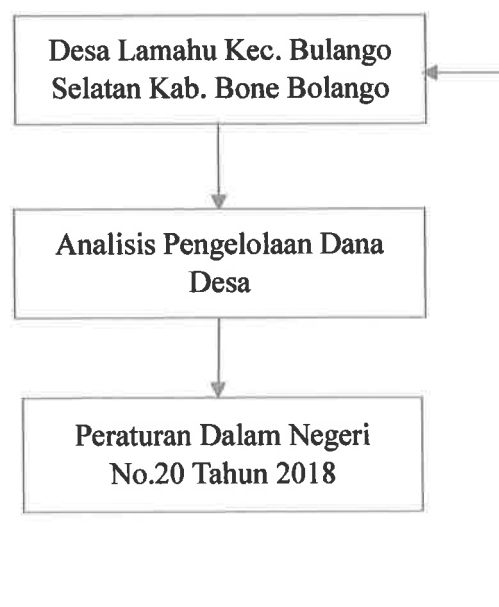 Desa Lamahu Kec. Bulango
Selatan Kab. Bone Bolango
Analisis Pengelolaan Dana
Desa
Peraturan Dalam Negeri
No.20 Tahun 2018